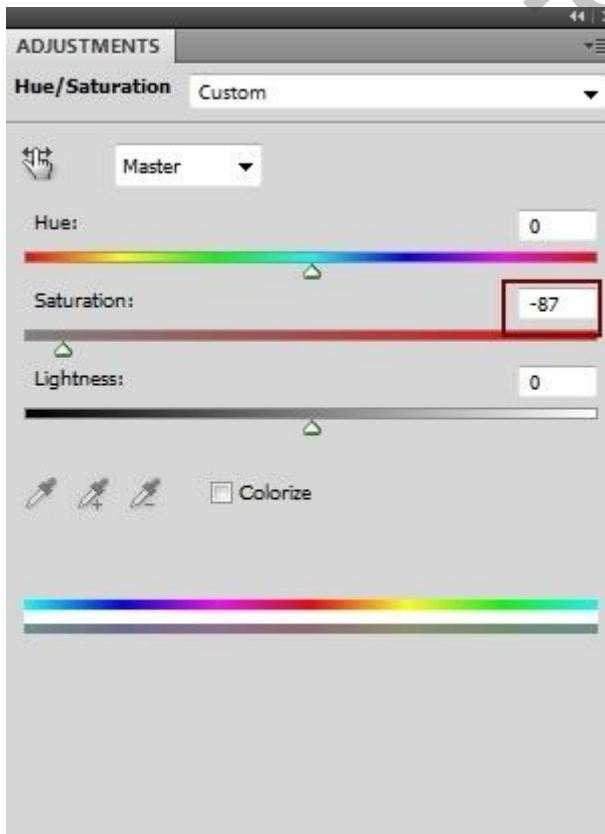 ADJUSTMENTS
Hue/Saturation Custom
Master
Hue: 0
Saturation: -87
Lightness: 0
Colorize